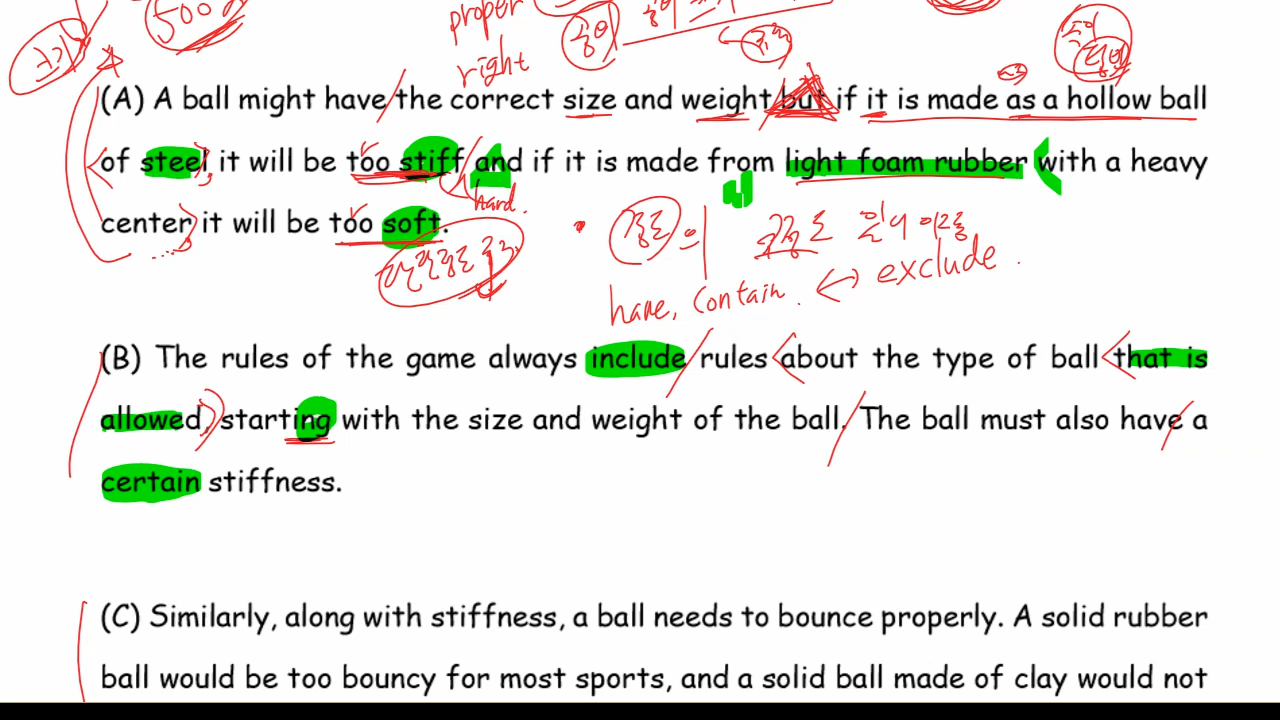 500g
proper
right
(A) A ball might have the correct size and weight but if it is made as a hollow ball
of steel, it will be too stiff and if it is made from light foam rubber with a heavy
hard.
center it will be too soft.
have, contain. ↔ exclude.
(B) The rules of the game always include rules about the type of ball that is
allowed, starting with the size and weight of the ball. The ball must also have a
certain stiffness.
(C) Similarly, along with stiffness, a ball needs to bounce properly. A solid rubber
ball would be too bouncy for most sports, and a solid ball made of clay would not